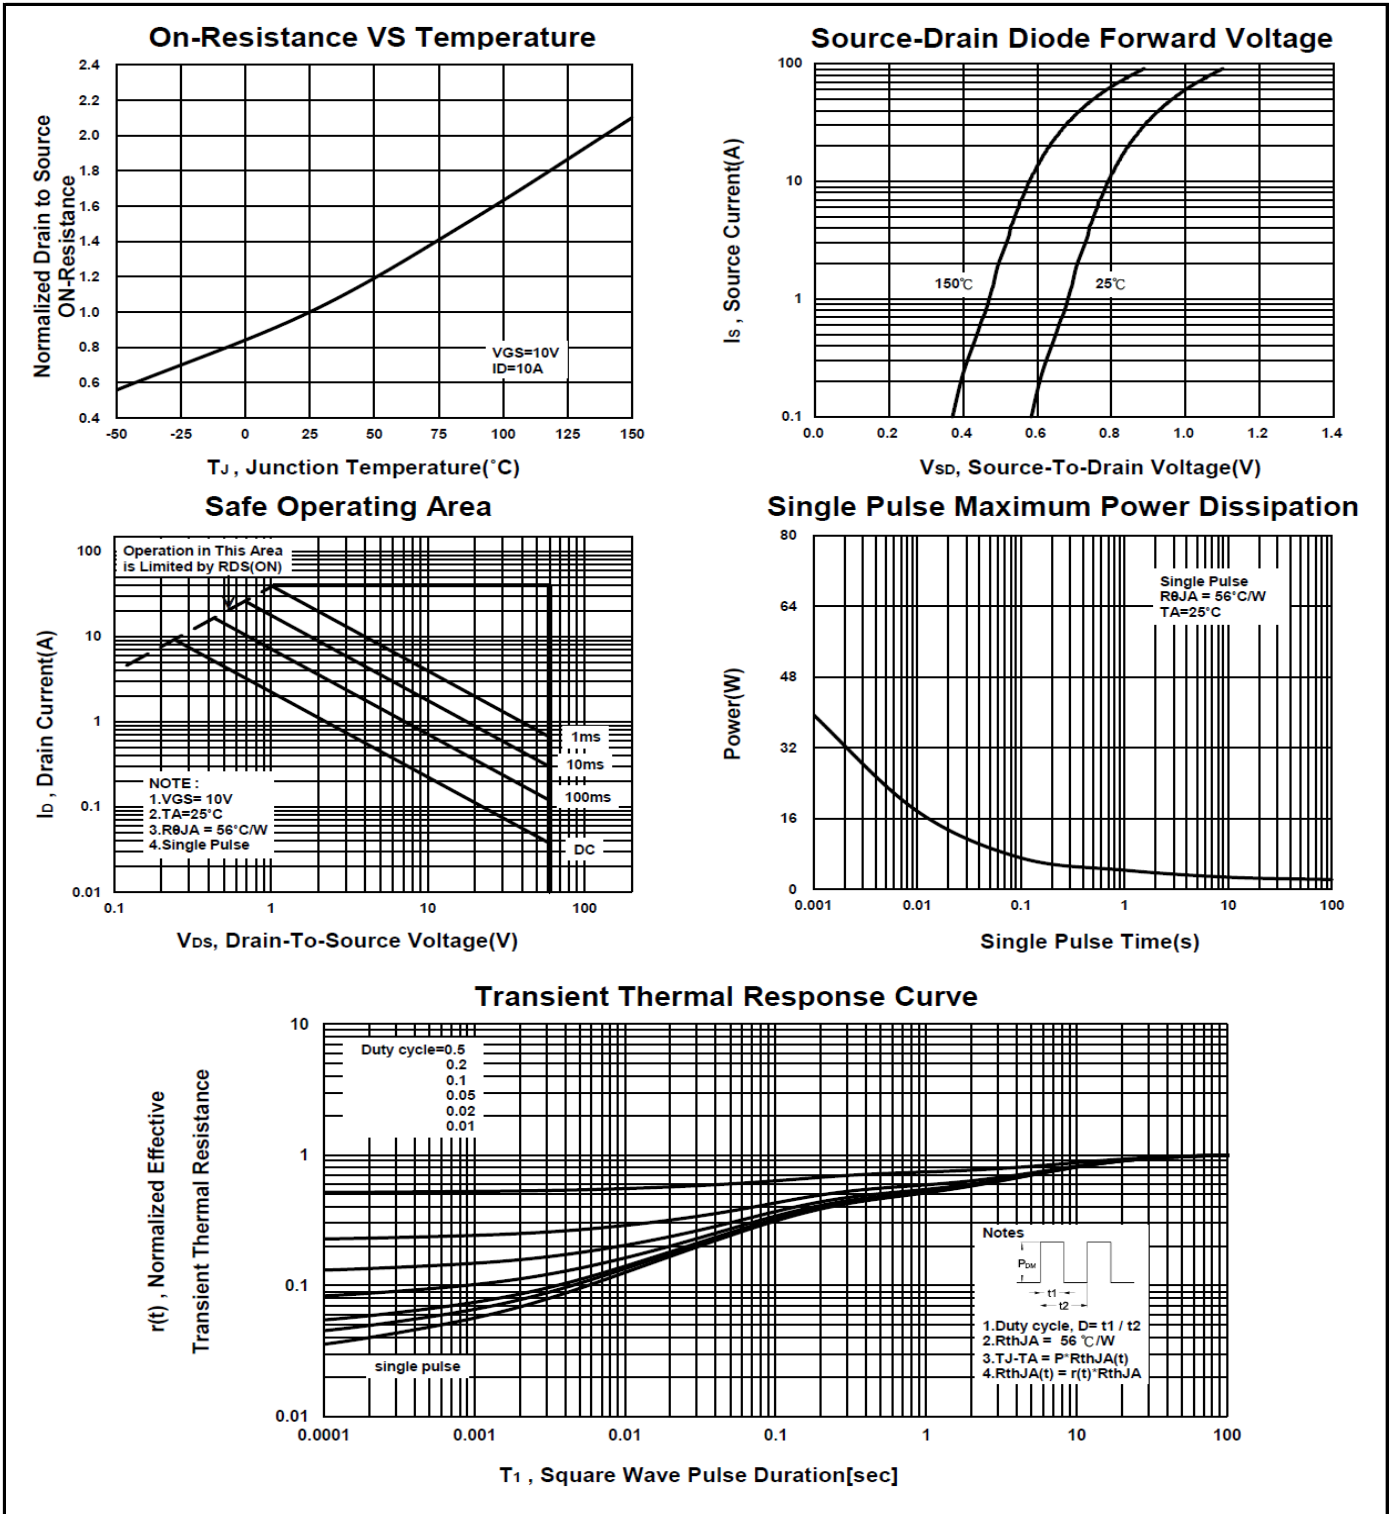 On-Resistance VS Temperature
Normalized Drain to Source
ON-Resistance
2.4
2.2
2.0
1.8
1.6
1.4
1.2
1.0
0.8
0.6
0.4
VGS=10V
ID=10A
-50 -25 0 25 50 75 100 125 150
TJ , Junction Temperature(°C)
Source-Drain Diode Forward Voltage
IS , Source Current(A)
100
10
1
0.1
150℃ 25℃
0.0 0.2 0.4 0.6 0.8 1.0 1.2 1.4
VSD, Source-To-Drain Voltage(V)
Safe Operating Area
ID , Drain Current(A)
100
10
1
0.1
0.01
Operation in This Area
is Limited by RDS(ON)
1ms
10ms
100ms
DC
NOTE :
1.VGS= 10V
2.TA=25°C
3.RθJA = 56°C/W
4.Single Pulse
0.1 1 10 100
VDS, Drain-To-Source Voltage(V)
Single Pulse Maximum Power Dissipation
Power(W)
80
64
48
32
16
0
Single Pulse
RθJA = 56°C/W
TA=25°C
0.001 0.01 0.1 1 10 100
Single Pulse Time(s)
Transient Thermal Response Curve
r(t) , Normalized Effective
Transient Thermal Resistance
10
1
0.1
0.01
Duty cycle=0.5
0.2
0.1
0.05
0.02
0.01
single pulse
Notes
PDM
t1
t2
1.Duty cycle, D= t1 / t2
2.RthJA = 56 ℃/W
3.TJ-TA = P*RthJA(t)
4.RthJA(t) = r(t)*RthJA
0.0001 0.001 0.01 0.1 1 10 100
T1 , Square Wave Pulse Duration[sec]